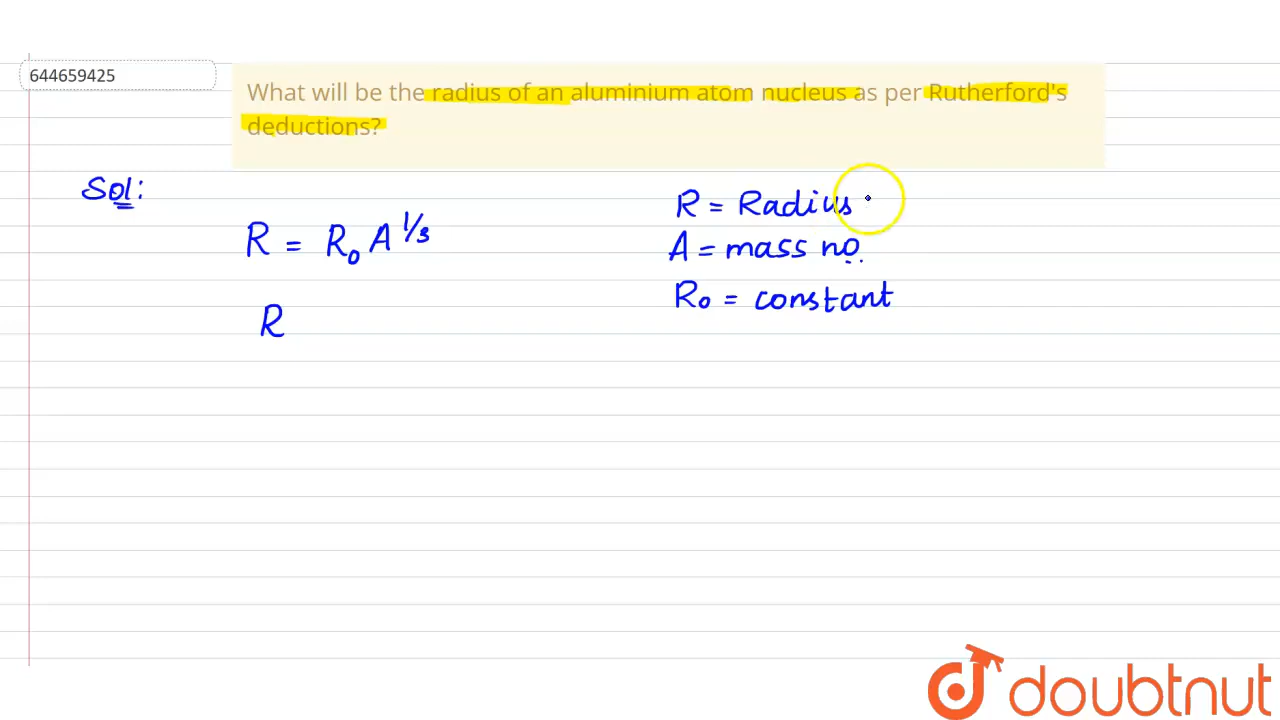 644659425
What will be the radius of an aluminium atom nucleus as per Rutherford's
deductions?
Sol:
R = R₀ A^1/3
R = Radius
A = mass no.
R₀ = constant
R
doubtnut